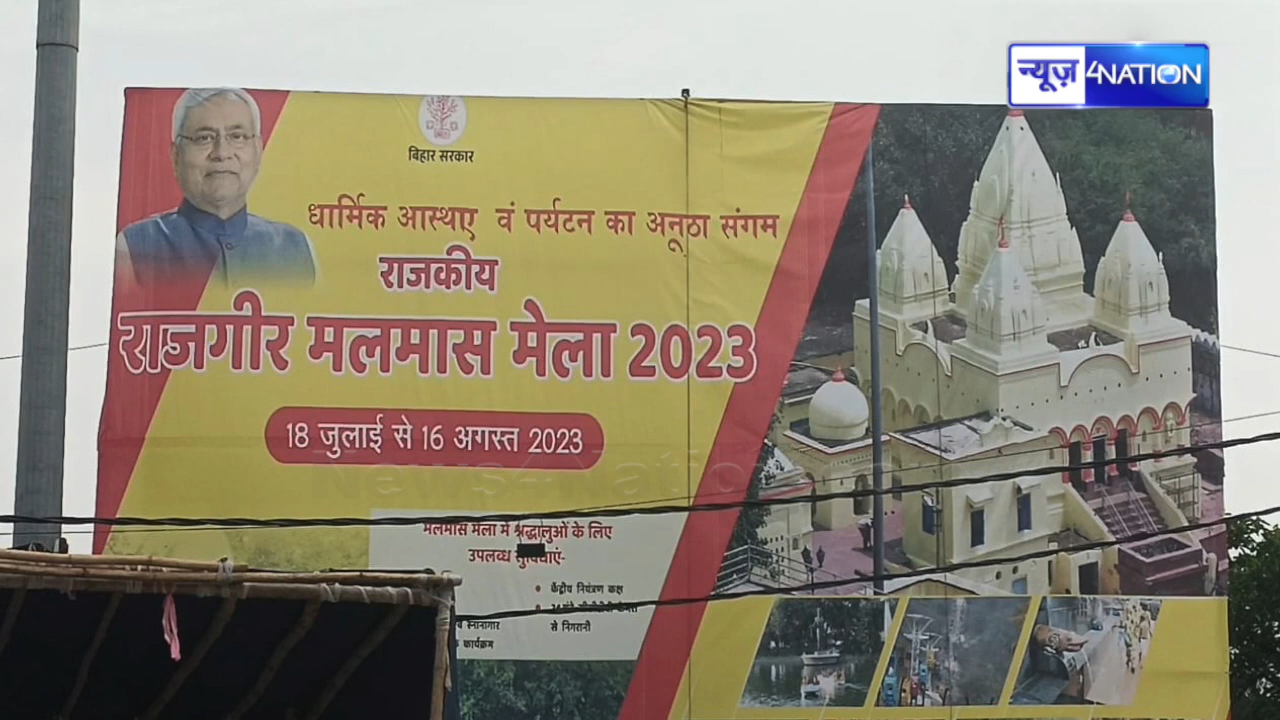 न्यूज़ 4NATION
बिहार सरकार
धार्मिक आस्थाए वं पर्यटन का अनूठा संगम
राजकीय
राजगीर मलमास मेला 2023
18 जुलाई से 16 अगस्त 2023
News4Nation
मलमास मेला में श्रद्धालुओं के लिए
उपलब्ध
• केंद्रीय नियंत्रण कक्ष
से निगरानी
व स्नानागार
कार्यक्रम